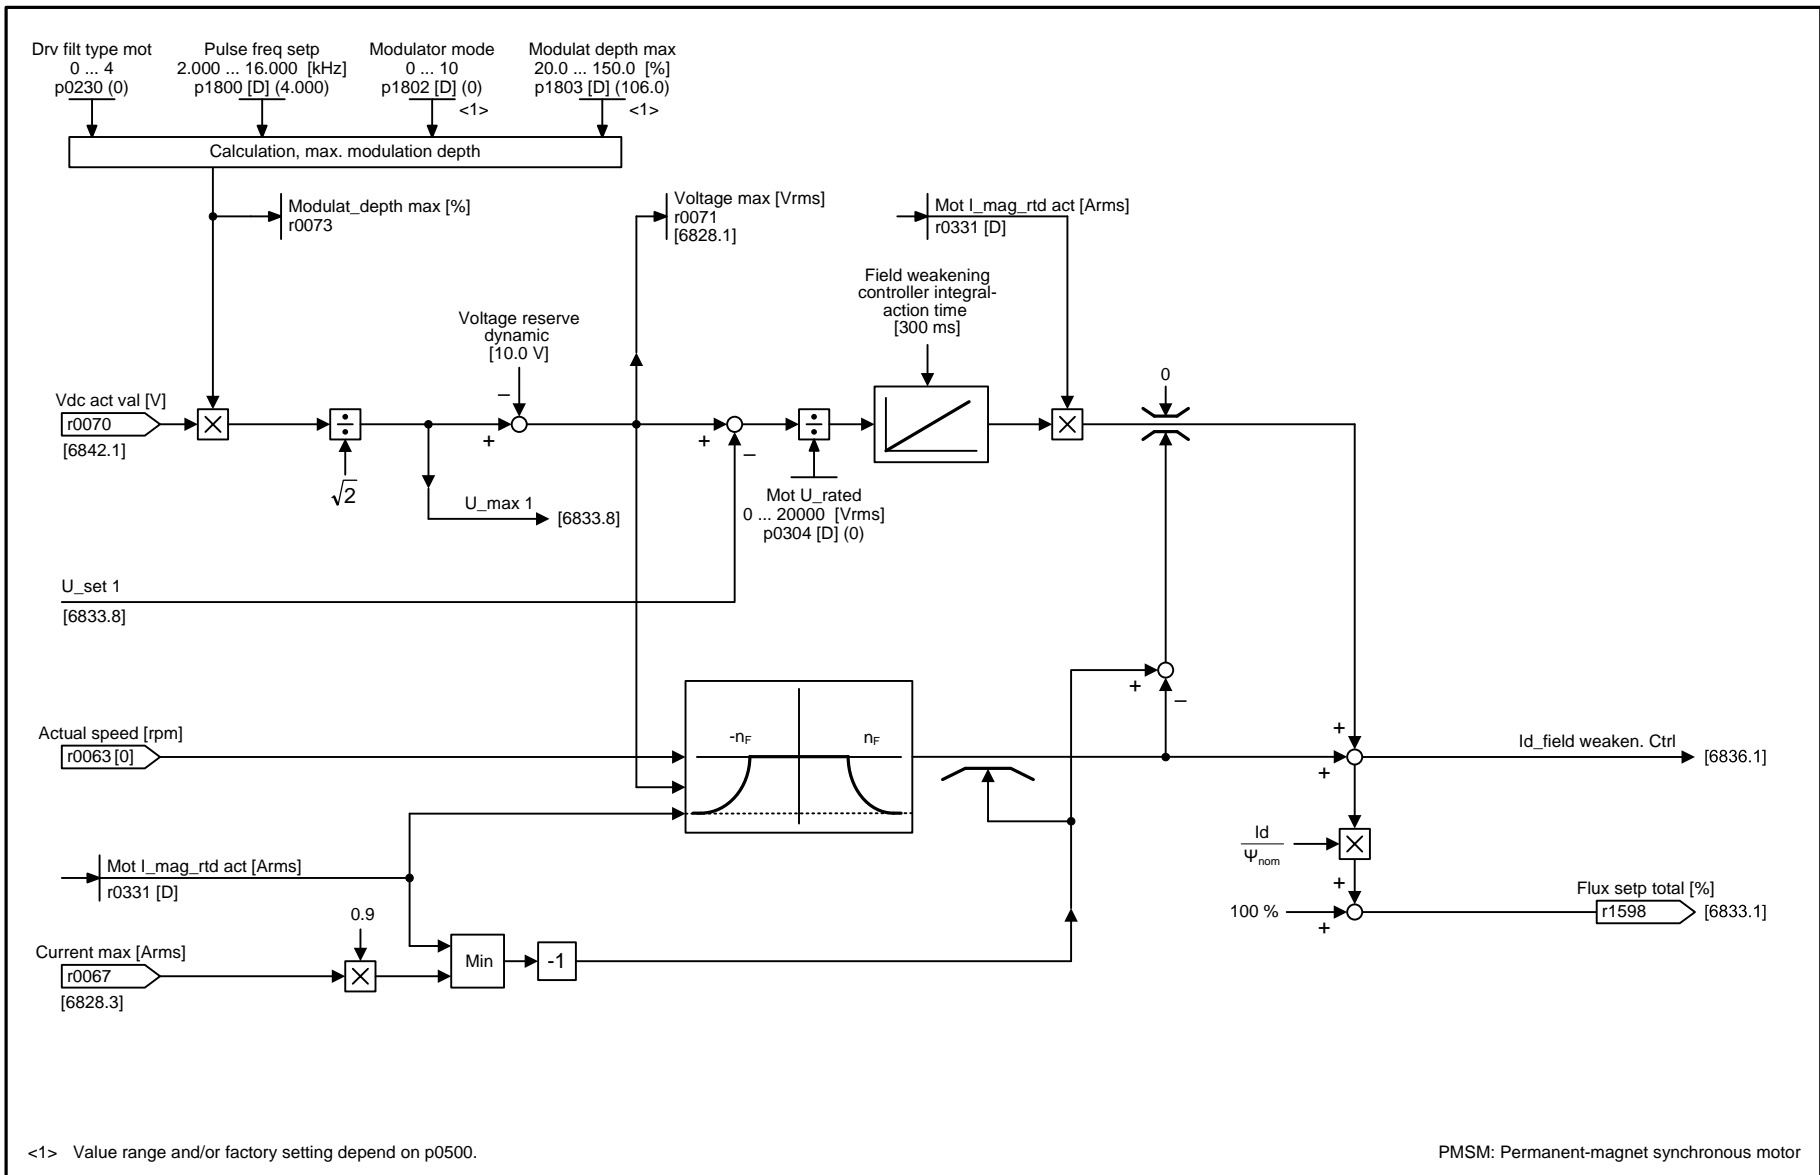 Drv filt type mot
0 ... 4
p0230 (0)
Pulse freq setp
2.000 ... 16.000 [kHz]
p1800 [D] (4.000)
Modulator mode
0 ... 10
p1802 [D] (0)
<1>
Modulat depth max
20.0 ... 150.0 [%]
p1803 [D] (106.0)
<1>
Calculation, max. modulation depth
Modulat_depth max [%]
r0073
Voltage max [Vrms]
r0071
[6828.1]
Mot I_mag_rtd act [Arms]
r0331 [D]
Field weakening
controller integral-
action time
[300 ms]
Voltage reserve
dynamic
[10.0 V]
–
0
Vdc act val [V]
r0070
[6842.1]
×
÷
√2
+
U_max 1
[6833.8]
+
–
÷
Mot U_rated
0 ... 20000 [Vrms]
p0304 [D] (0)
×
U_set 1
[6833.8]
+
–
Actual speed [rpm]
r0063 [0]
-nF
nF
+
+
Id_field weaken. Ctrl
[6836.1]
Id
Ψnom
×
Mot I_mag_rtd act [Arms]
r0331 [D]
+
100 %
+
Flux setp total [%]
r1598
[6833.1]
0.9
Current max [Arms]
r0067
[6828.3]
×
Min
-1
<1> Value range and/or factory setting depend on p0500.
PMSM: Permanent-magnet synchronous motor